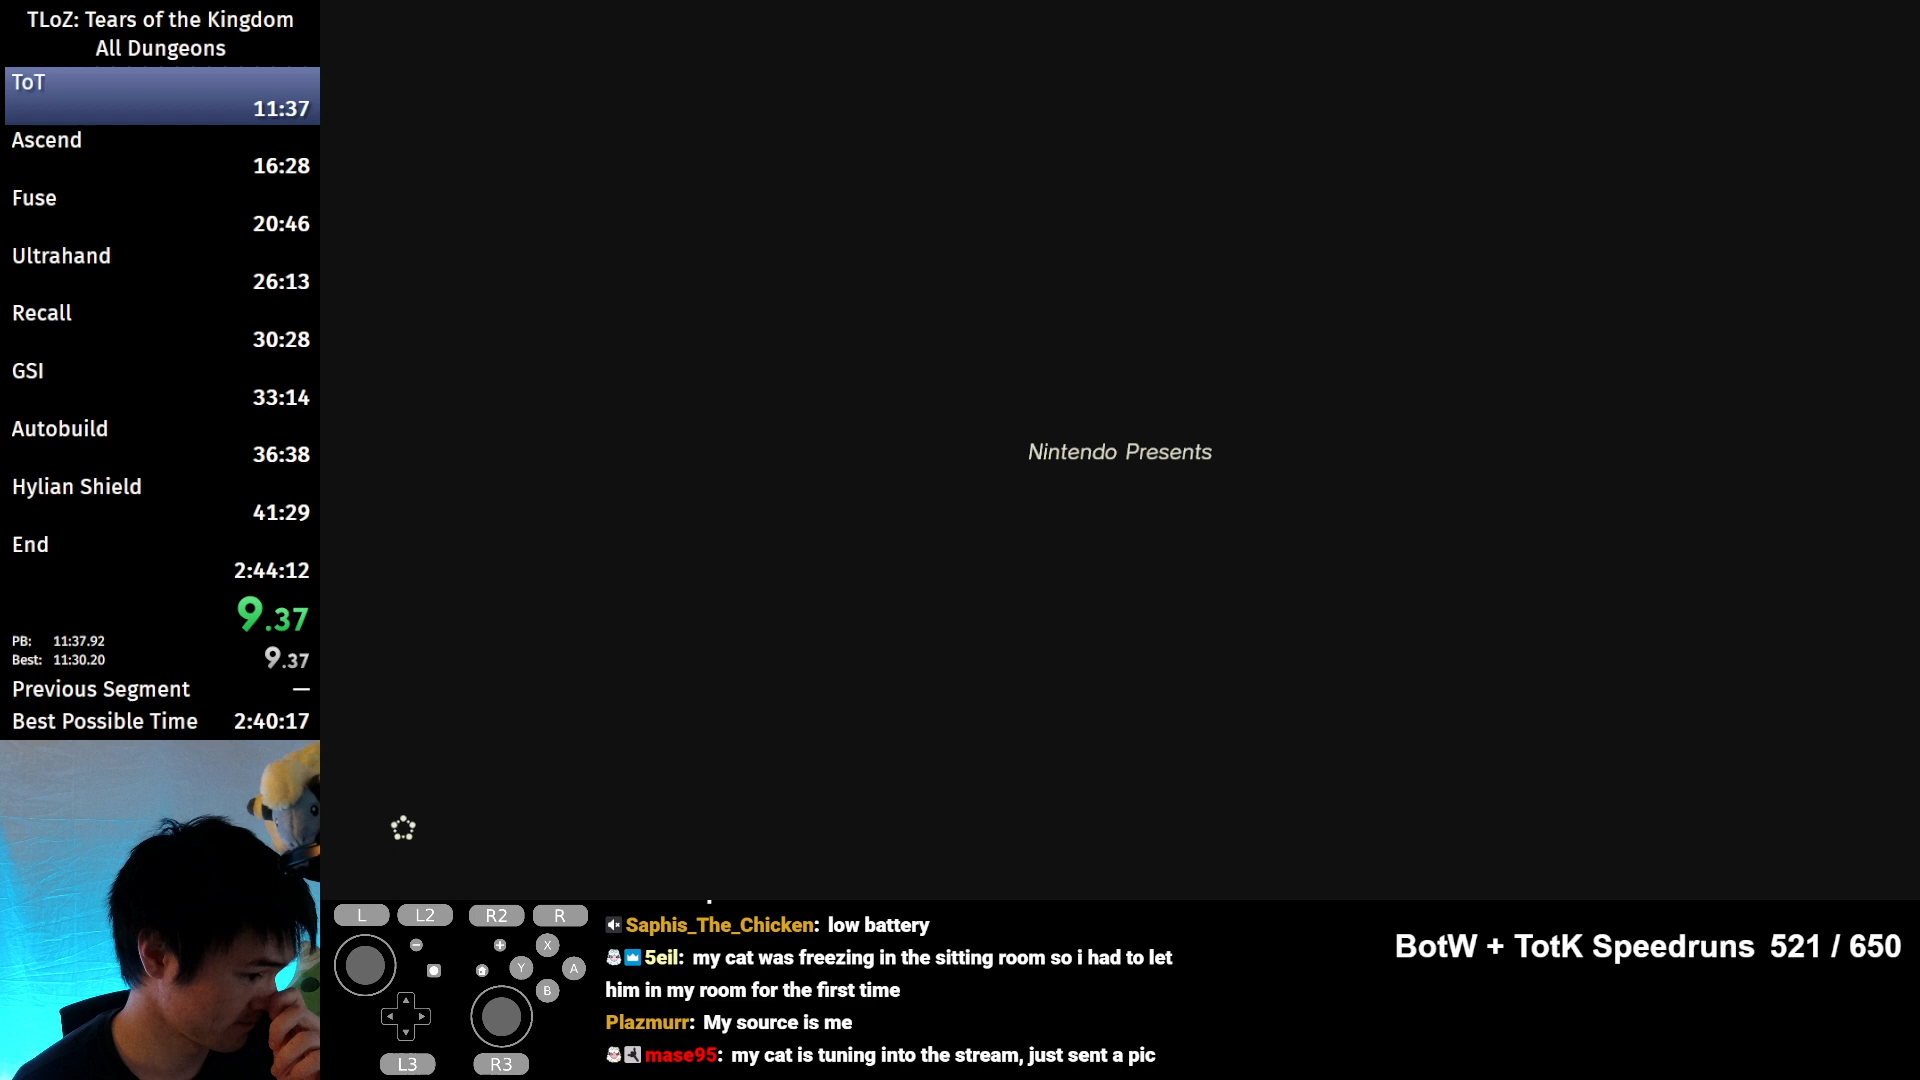 TLoZ: Tears of the Kingdom
All Dungeons
ToT
11:37
Ascend
16:28
Fuse
20:46
Ultrahand
26:13
Recall
30:28
GSI
33:14
Autobuild
36:38
Hylian Shield
41:29
End
2:44:12
9.37
PB: 11:37.92
Best: 11:30.20
9.37
Previous Segment —
Best Possible Time 2:40:17
Nintendo Presents
L L2 R2 R
X
Y A
B
L3 R3
Saphis_The_Chicken: low battery
5eil: my cat was freezing in the sitting room so i had to let
him in my room for the first time
Plazmurr: My source is me
mase95: my cat is tuning into the stream, just sent a pic
BotW + TotK Speedruns 521 / 650